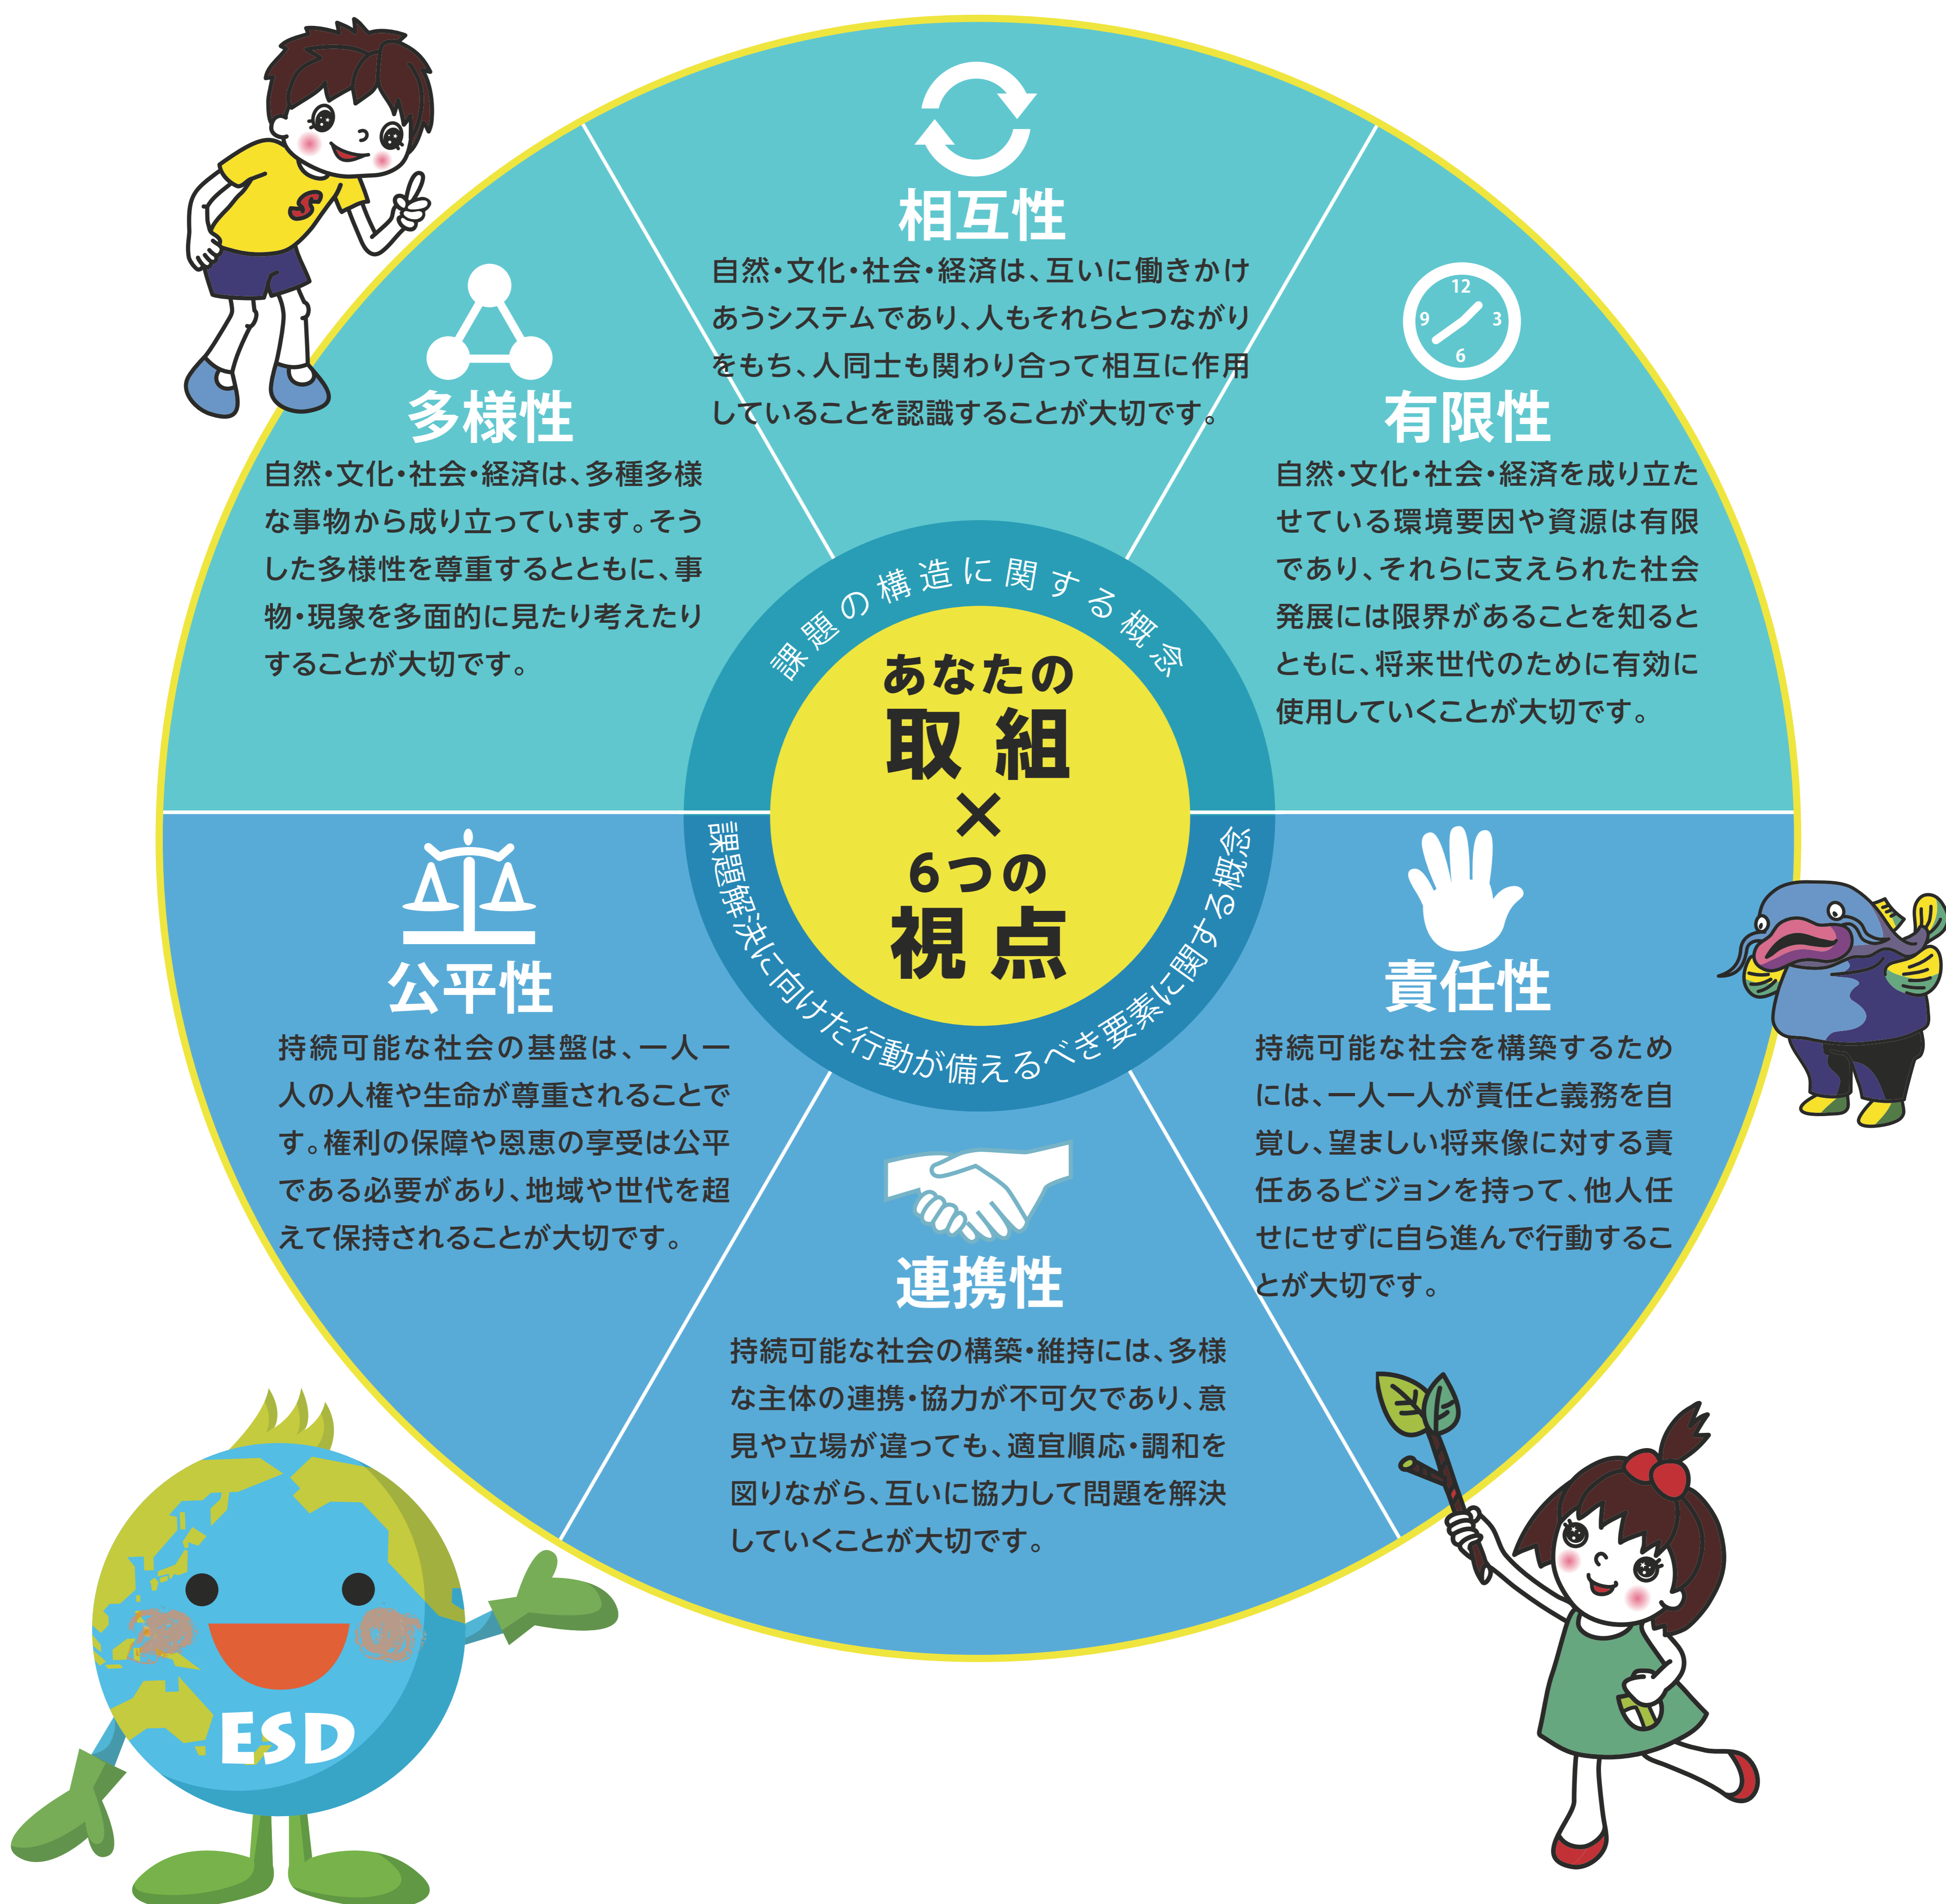 相互性
自然・文化・社会・経済は、互いに働きかけ
あうシステムであり、人もそれらとつながり
をもち、人同士も関わり合って相互に作用
していることを認識することが大切です。
多様性
自然・文化・社会・経済は、多種多様
な事物から成り立っています。そう
した多様性を尊重するとともに、事
物・現象を多面的に見たり考えたり
することが大切です。
12
3
6
9
有限性
自然・文化・社会・経済を成り立た
せている環境要因や資源は有限
であり、それらに支えられた社会
発展には限界があることを知ると
ともに、将来世代のために有効に
使用していくことが大切です。
課題の構造に関する概念
あなたの
取組
×
6つの
視点
課題解決に向けた行動が備えるべき要素に関する概念
公平性
持続可能な社会の基盤は、一人一
人の人権や生命が尊重されることで
す。権利の保障や恩恵の享受は公平
である必要があり、地域や世代を超
えて保持されることが大切です。
連携性
持続可能な社会の構築・維持には、多様
な主体の連携・協力が不可欠であり、意
見や立場が違っても、適宜順応・調和を
図りながら、互いに協力して問題を解決
していくことが大切です。
責任性
持続可能な社会を構築するため
には、一人一人が責任と義務を自
覚し、望ましい将来像に対する責
任あるビジョンを持って、他人任
せにせずに自ら進んで行動するこ
とが大切です。
S
ESD